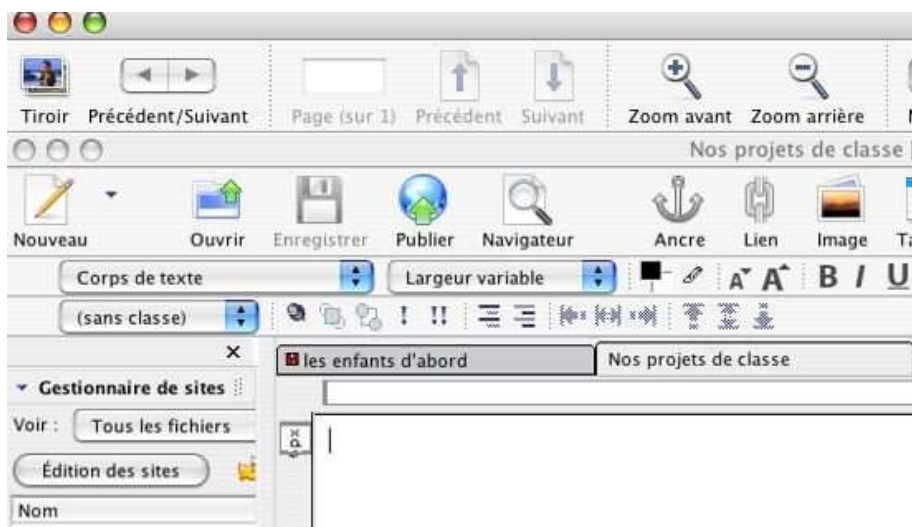 Tiroir Précédent/Suivant Page (sur 1) Précédent Suivant Zoom avant Zoom arrière
Nos projets de classe
Nouveau Ouvrir Enregistrer Publier Navigateur Ancre Lien Image
Corps de texte Largeur variable A A B I U
(sans classe) ! !!
les enfants d'abord Nos projets de classe
Gestionnaire de sites
Voir : Tous les fichiers
Édition des sites
Nom